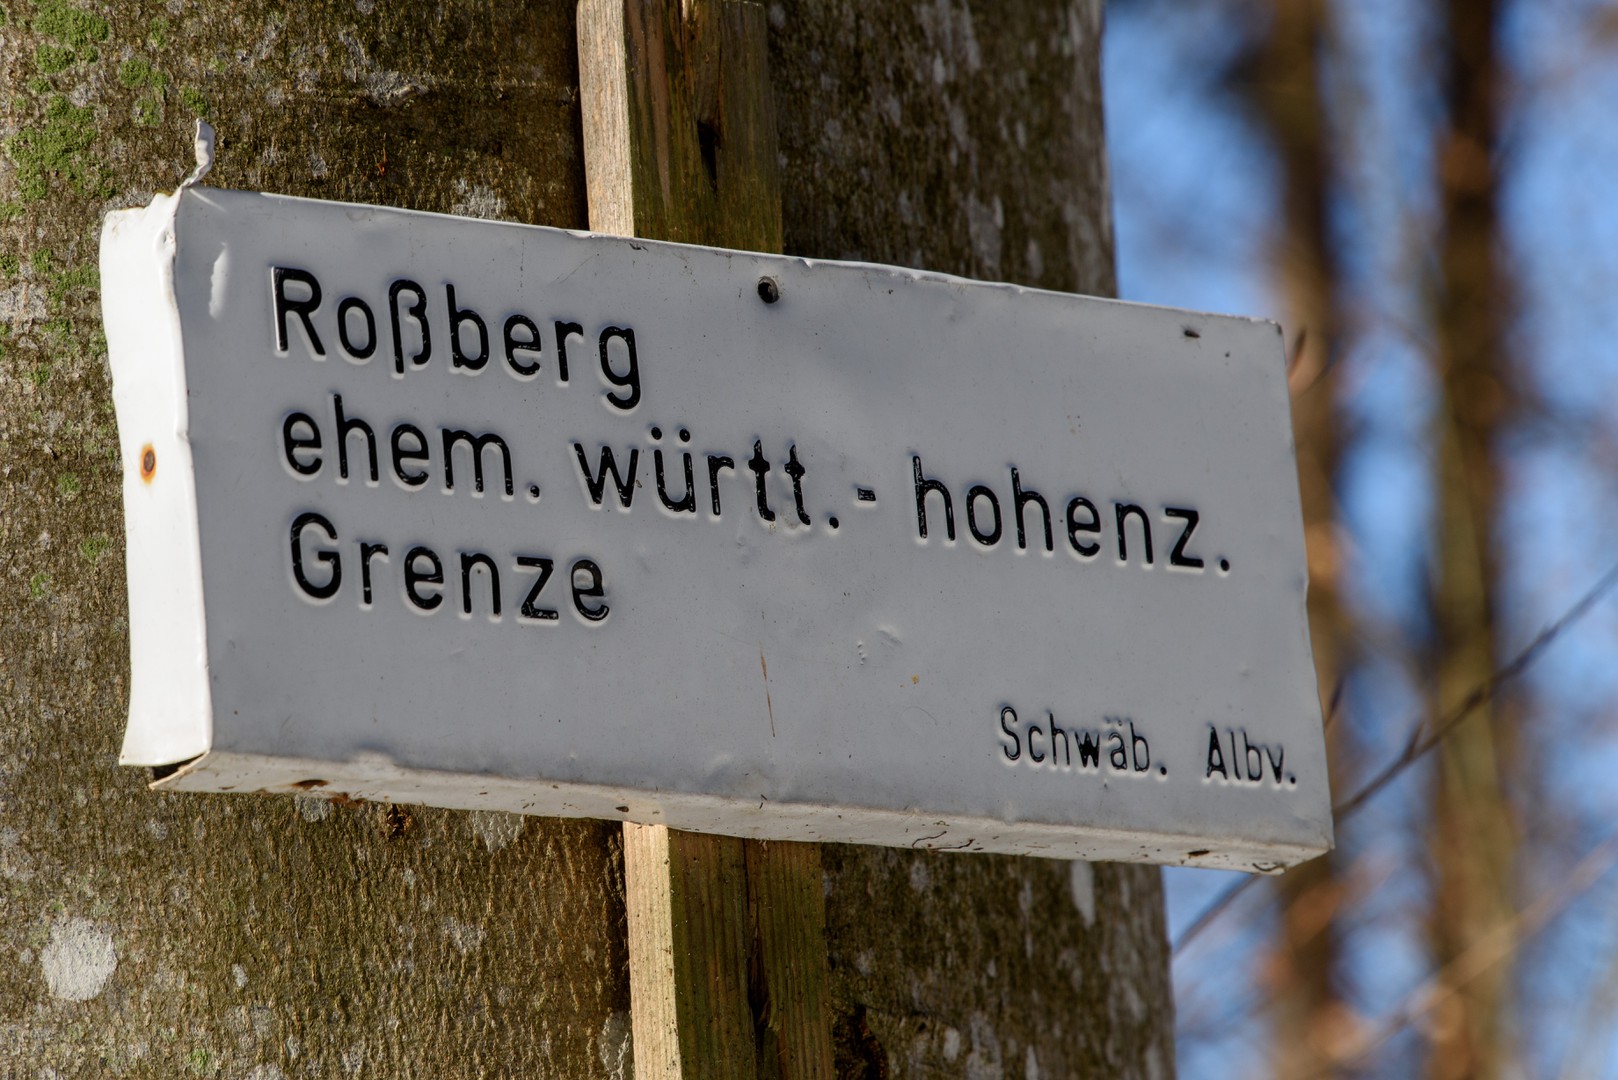 Roßberg
ehem. württ.- hohenz.
Grenze
Schwäb. Albv.